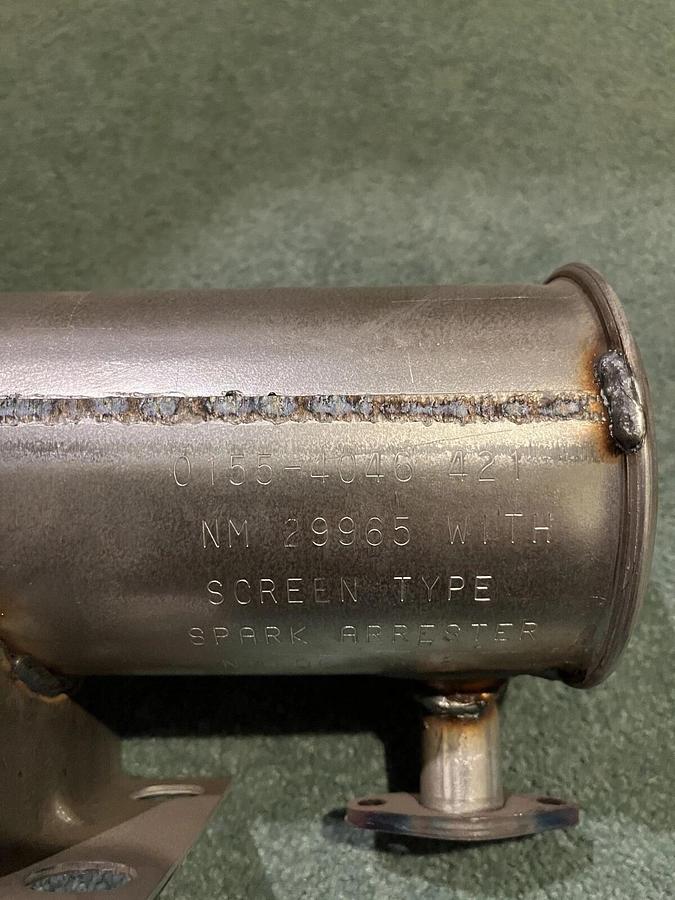 0155-4046 421
NM 29965 WITH
SCREEN TYPE
SPARK ARRESTER